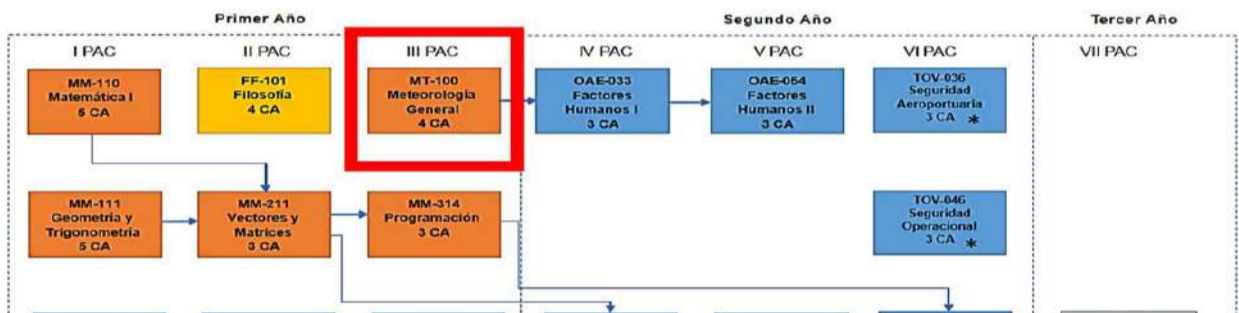 Primer Año
Segundo Año
Tercer Año
I PAC
II PAC
III PAC
IV PAC
V PAC
VI PAC
VII PAC
MM-110
Matemática I
5 CA
FF-101
Filosofía
4 CA
MT-100
Meteorología
General
4 CA
OAE-033
Factores
Humanos I
3 CA
OAE-054
Factores
Humanos II
3 CA
TOV-036
Seguridad
Aeroportuaria
3 CA *
MM-111
Geometría y
Trigonometría
5 CA
MM-211
Vectores y
Matrices
3 CA
MM-314
Programación
3 CA
TOV-046
Seguridad
Operacional
3 CA *